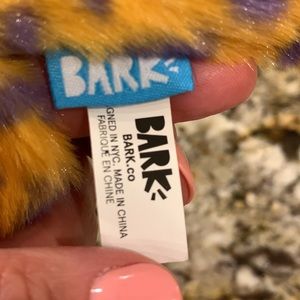 BARK
BARK
BARK.co
GNED IN NYC. MADE IN CHINA
FABRIQUÉ EN CHINE